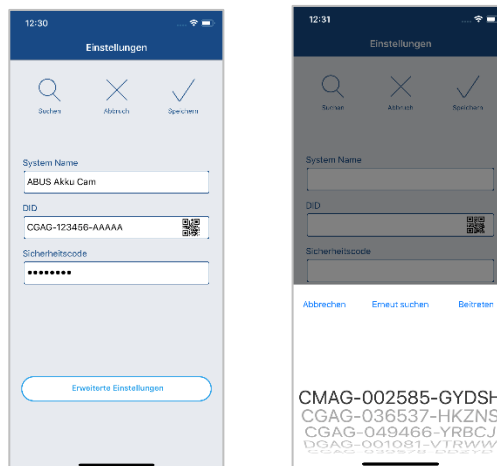 12:30
Einstellungen
Suchen
Abbruch
Speichern
System Name
ABUS Akku Cam
DID
CGAG-123456-AAAAA
Sicherheitscode
••••••••
Erweiterte Einstellungen
12:31
Einstellungen
Suchen
Abbruch
Speichern
System Name
DID
Sicherheitscode
Abbrechen
Erneut suchen
Beitreten
CMAG-002585-GYDSH
CGAG-036537-HKZNS
CGAG-049466-YRBCJ
DGAG-001081-VTRWW